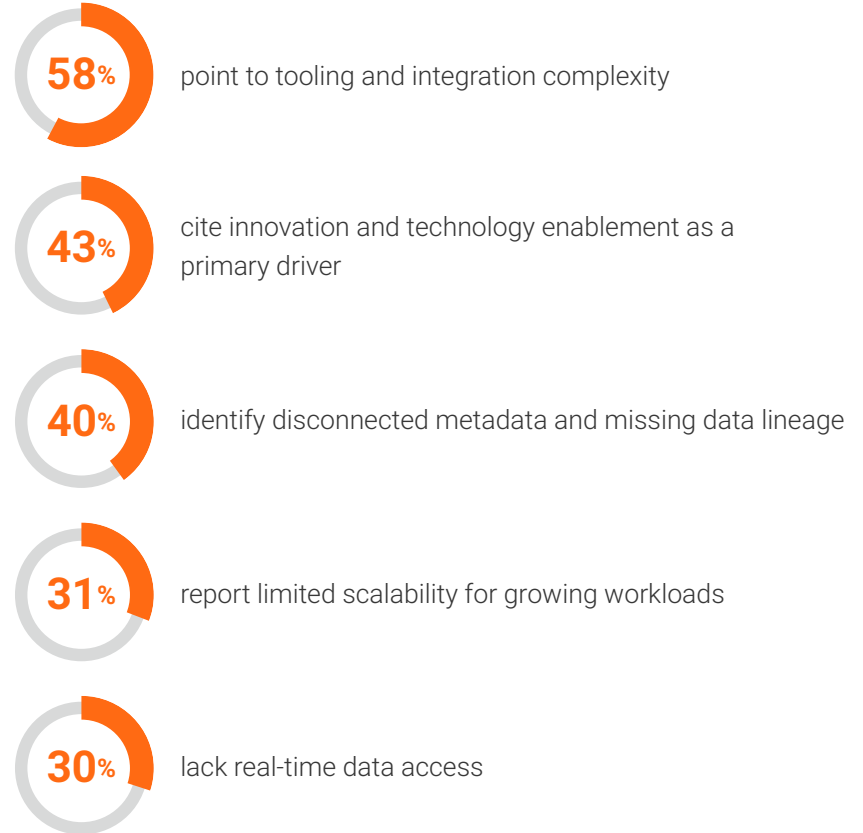 58%
point to tooling and integration complexity
43%
cite innovation and technology enablement as a
primary driver
40%
identify disconnected metadata and missing data lineage
31%
report limited scalability for growing workloads
30%
lack real-time data access